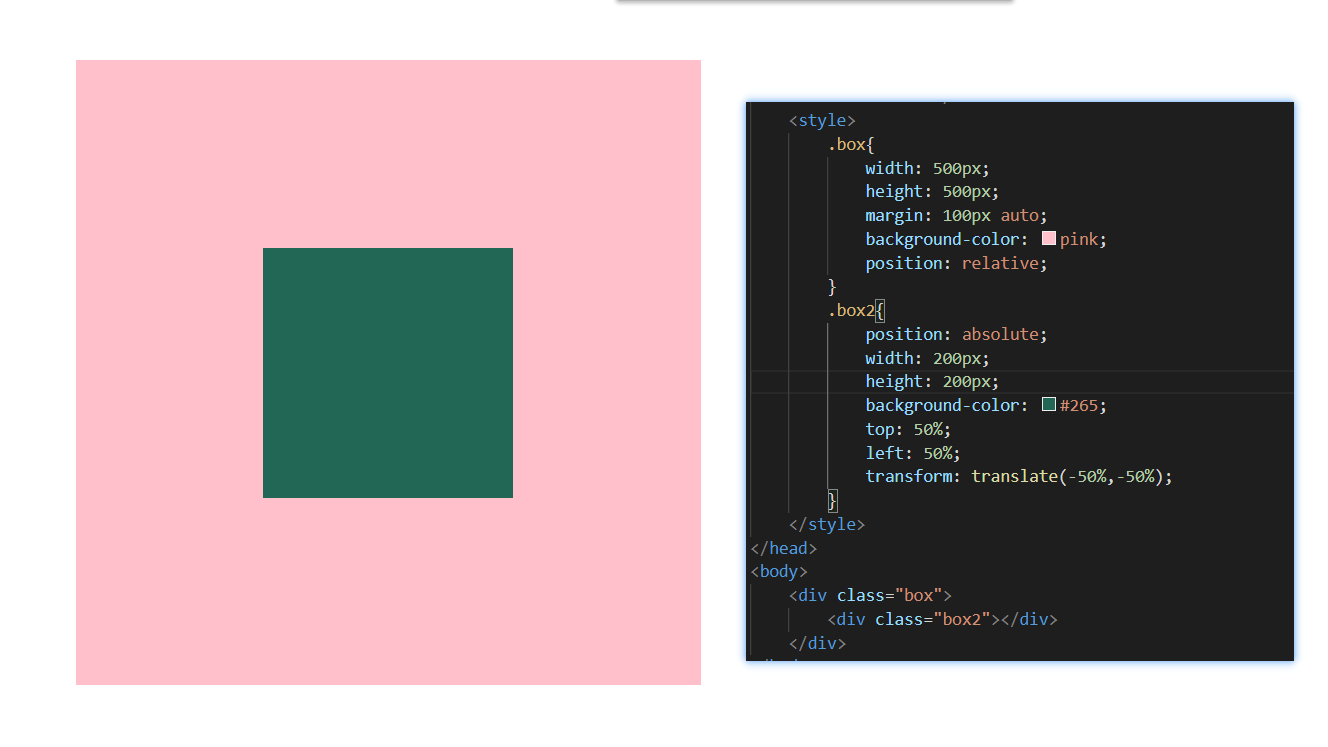 <style>
.box{
width: 500px;
height: 500px;
margin: 100px auto;
background-color: pink;
position: relative;
}
.box2{
position: absolute;
width: 200px;
height: 200px;
background-color: #265;
top: 50%;
left: 50%;
transform: translate(-50%,-50%);
}
</style>
</head>
<body>
<div class="box">
<div class="box2"></div>
</div>